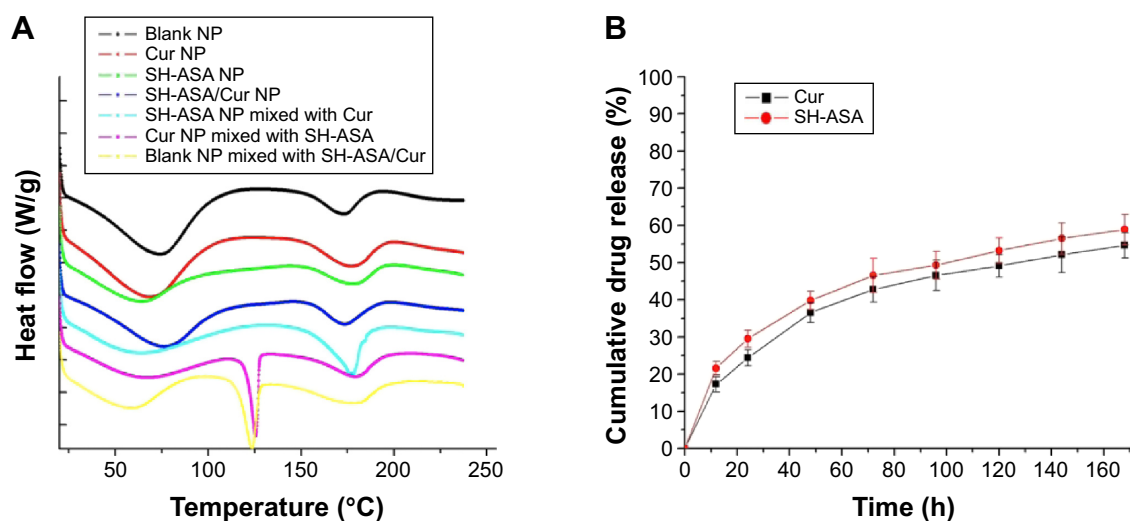 A
Blank NP
Cur NP
SH-ASA NP
SH-ASA/Cur NP
SH-ASA NP mixed with Cur
Cur NP mixed with SH-ASA
Blank NP mixed with SH-ASA/Cur
Heat flow (W/g)
50
100
150
200
250
Temperature (°C)
B
Cur
SH-ASA
Cumulative drug release (%)
100
90
80
70
60
50
40
30
20
10
0
0
20
40
60
80
100
120
140
160
Time (h)